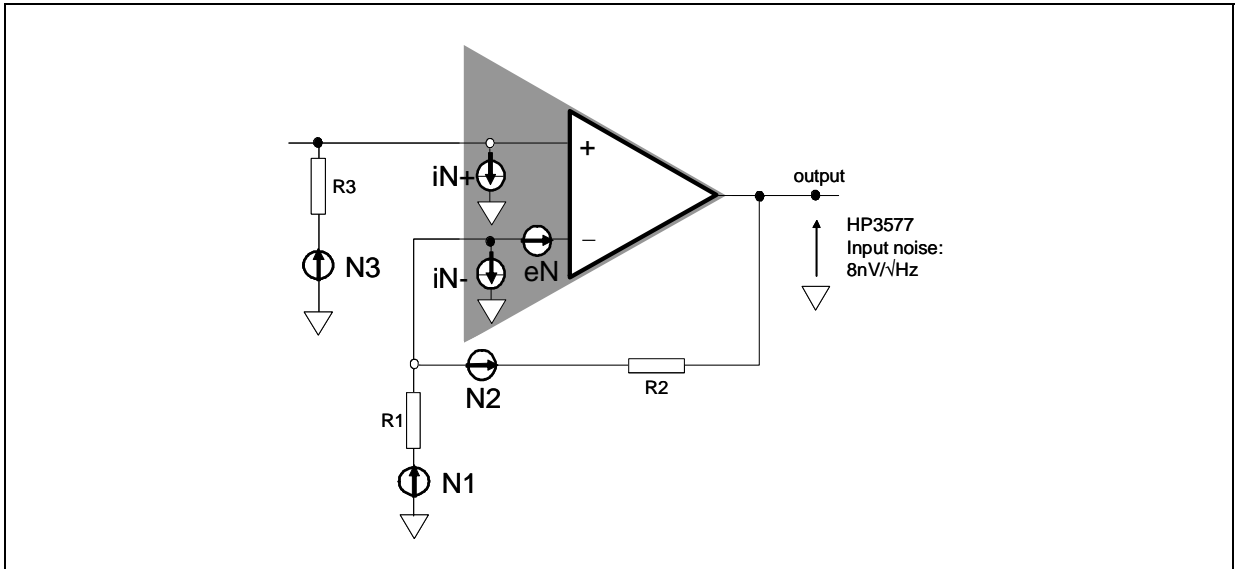 +
output
iN+
R3
HP3577
Input noise:
8nV/√Hz
−
N3
iN-
eN
N2
R2
R1
N1